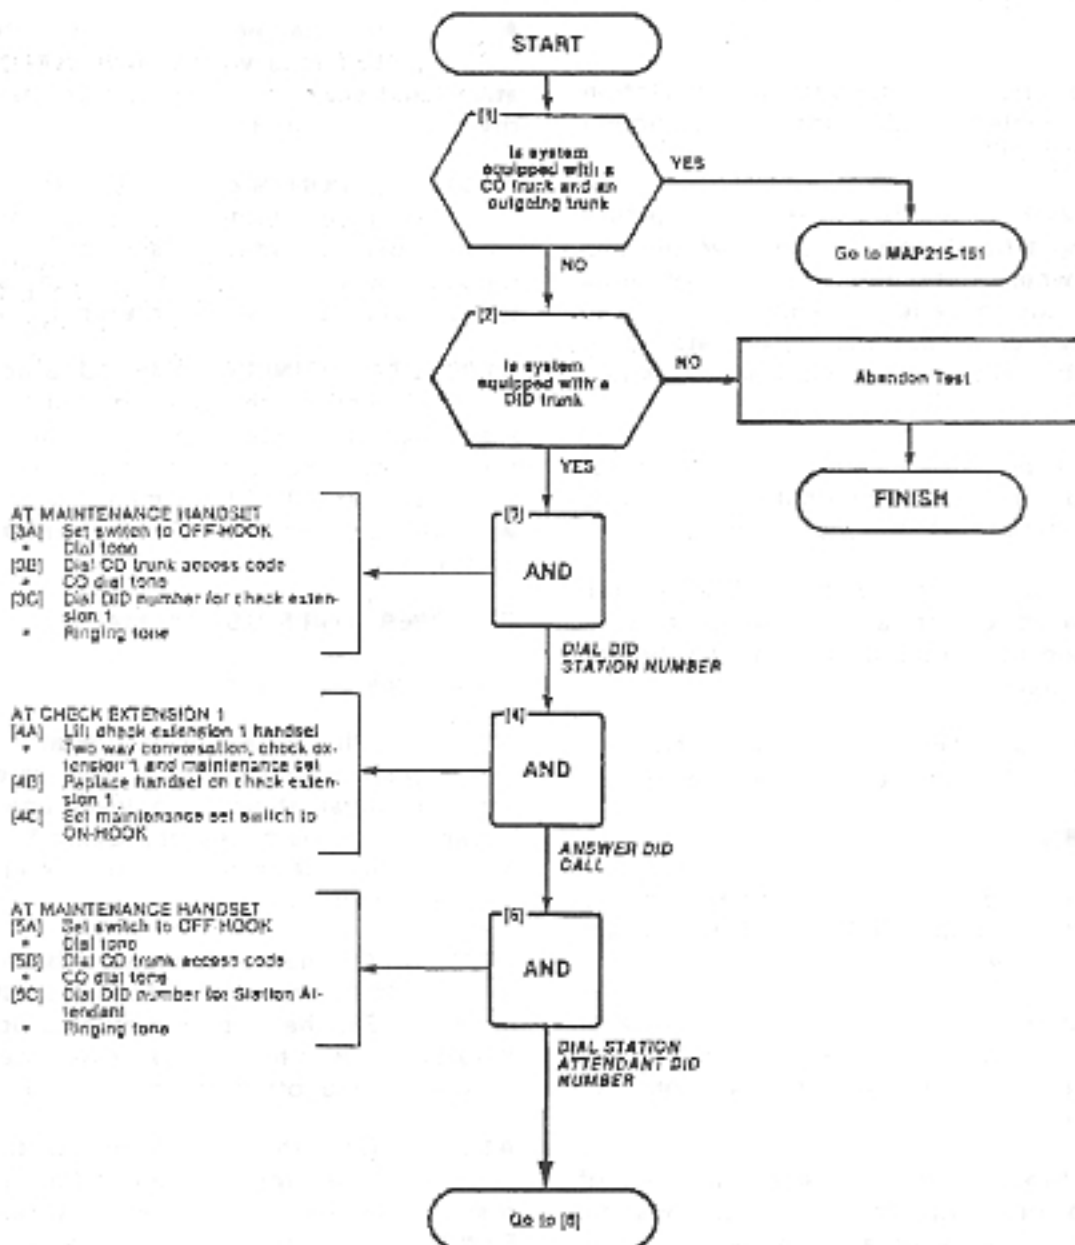 START
[1]
Is system
equipped with a
CO trunk and an
outgoing trunk
YES
Go to MAP215-161
NO
[2]
Is system
equipped with a
DID trunk
NO
Abandon Test
YES
FINISH
AT MAINTENANCE HANDSET
[3A] Set switch to OFF-HOOK
* Dial tone
[3B] Dial CO trunk access code
* CO dial tone
[3C] Dial DID number for check exten-
sion 1
* Ringing tone
[3]
AND
DIAL DID
STATION NUMBER
AT CHECK EXTENSION 1
[4A] Lift check extension 1 handset
* Two way conversation, check ex-
tension 1 and maintenance set
[4B] Replace handset on check exten-
sion 1
[4C] Set maintenance set switch to
ON-HOOK
[4]
AND
ANSWER DID
CALL
AT MAINTENANCE HANDSET
[5A] Set switch to OFF-HOOK
* Dial tone
[5B] Dial CO trunk access code
* CO dial tone
[5C] Dial DID number for Station At-
tendant
* Ringing tone
[5]
AND
DIAL STATION
ATTENDANT DID
NUMBER
Go to [6]